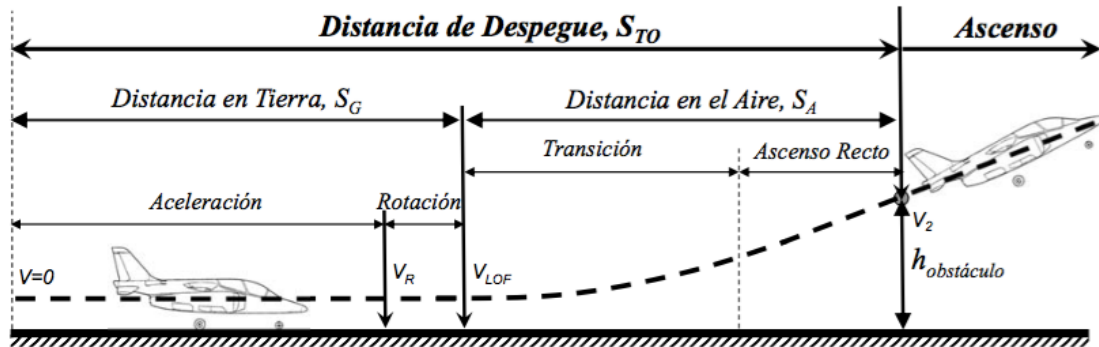 Distancia de Despegue, S_TO
Ascenso
Distancia en Tierra, S_G
Distancia en el Aire, S_A
Transición
Ascenso Recto
Aceleración
Rotación
V=0
V_R
V_LOF
V_2
h_obstáculo